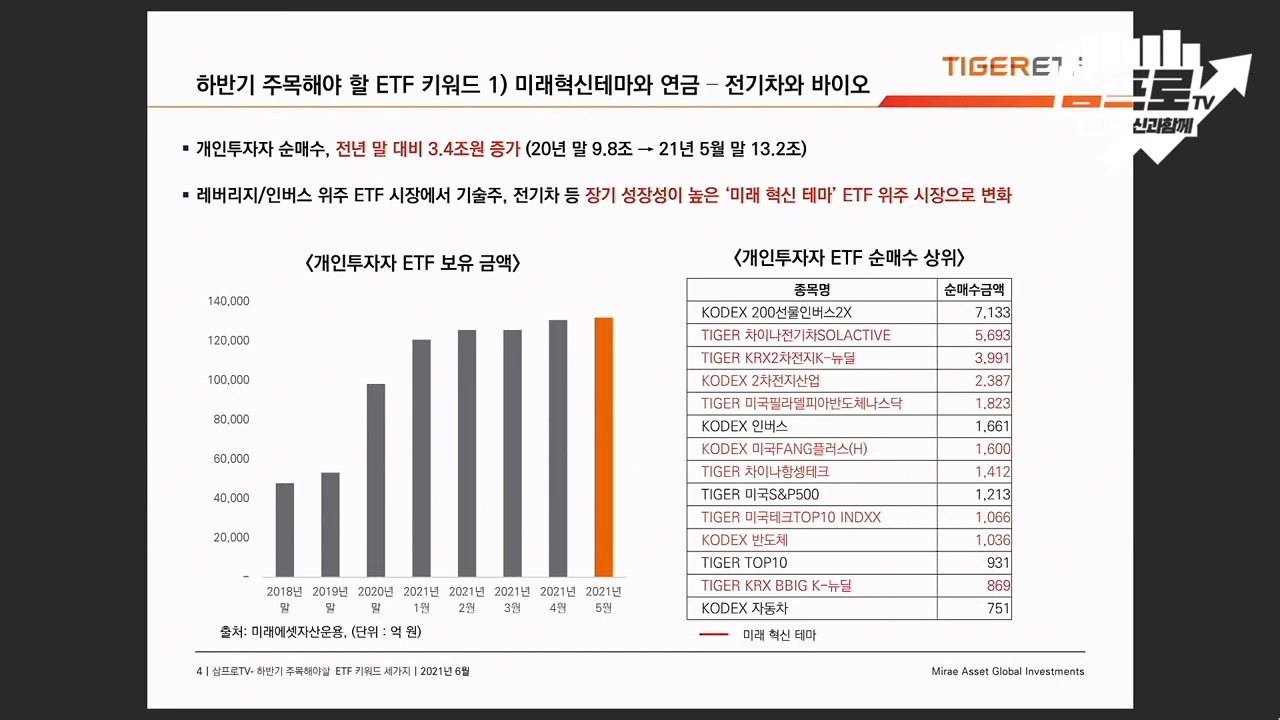 TIGERETF
삼프로TV
신과함께
하반기 주목해야 할 ETF 키워드 1) 미래혁신테마와 연금 – 전기차와 바이오
▪ 개인투자자 순매수, 전년 말 대비 3.4조원 증가 (20년 말 9.8조 → 21년 5월 말 13.2조)
▪ 레버리지/인버스 위주 ETF 시장에서 기술주, 전기차 등 장기 성장성이 높은 ‘미래 혁신 테마’ ETF 위주 시장으로 변화
〈개인투자자 ETF 보유 금액〉
140,000
120,000
100,000
80,000
60,000
40,000
20,000
–
2018년 2019년 2020년 2021년 2021년 2021년 2021년 2021년
말 말 말 1월 2월 3월 4월 5월
출처: 미래에셋자산운용, (단위 : 억 원)
〈개인투자자 ETF 순매수 상위〉
종목명 순매수금액
KODEX 200선물인버스2X 7,133
TIGER 차이나전기차SOLACTIVE 5,693
TIGER KRX2차전지K-뉴딜 3,991
KODEX 2차전지산업 2,387
TIGER 미국필라델피아반도체나스닥 1,823
KODEX 인버스 1,661
KODEX 미국FANG플러스(H) 1,600
TIGER 차이나항셍테크 1,412
TIGER 미국S&P500 1,213
TIGER 미국테크TOP10 INDXX 1,066
KODEX 반도체 1,036
TIGER TOP10 931
TIGER KRX BBIG K-뉴딜 869
KODEX 자동차 751
미래 혁신 테마
4 | 삼프로TV- 하반기 주목해야할 ETF 키워드 세가지 | 2021년 6월
Mirae Asset Global Investments